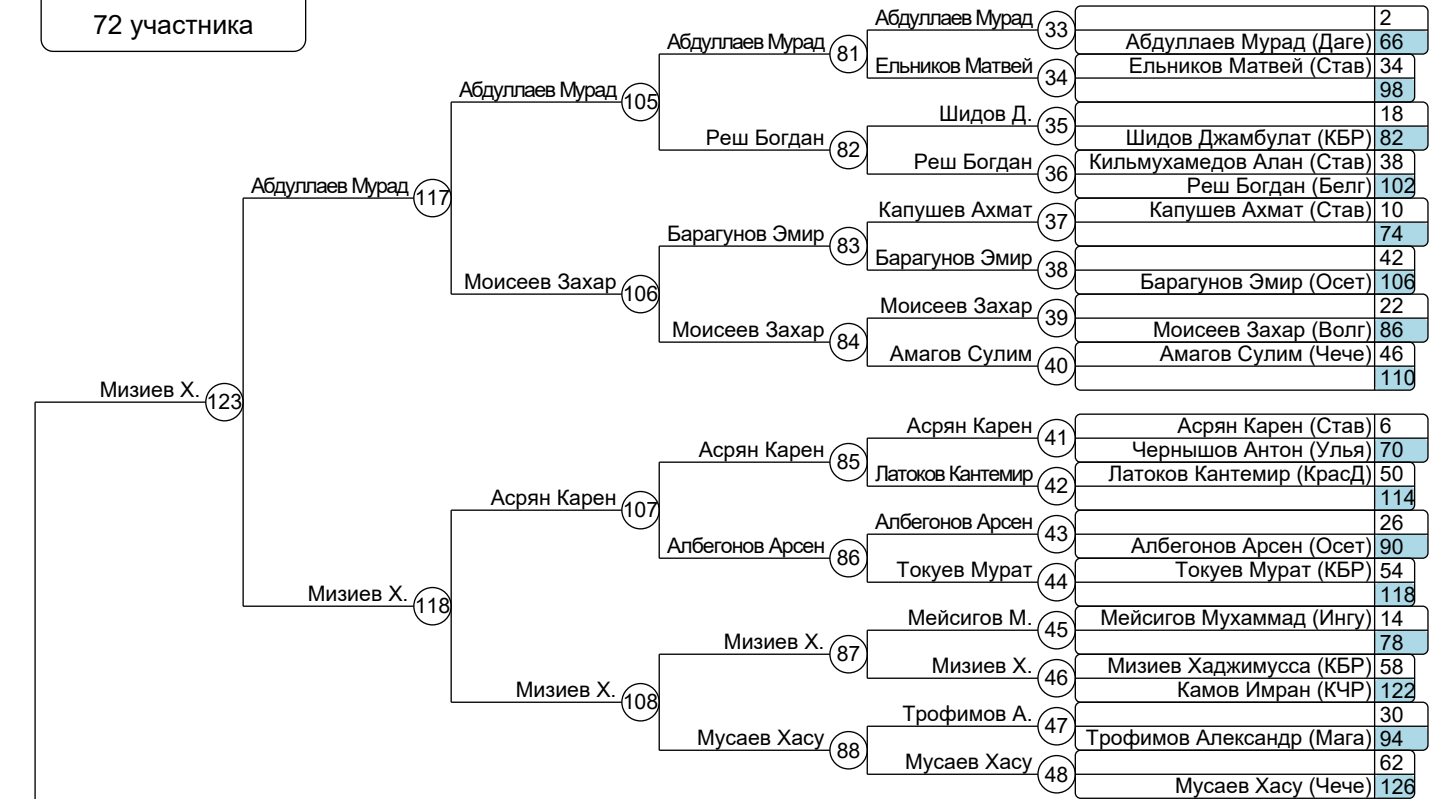 72 участника
Абдуллаев Мурад 33 2
Абдуллаев Мурад 81 Абдуллаев Мурад (Даге) 66
Ельников Матвей 34 Ельников Матвей (Став) 34
98
Абдуллаев Мурад 105
Шидов Д. 35 18
Реш Богдан 82 Шидов Джамбулат (КБР) 82
Реш Богдан 36 Кильмухамедов Алан (Став) 38
Реш Богдан (Белг) 102
Абдуллаев Мурад 117
Капушев Ахмат 37 Капушев Ахмат (Став) 10
Барагунов Эмир 83 74
Барагунов Эмир 38 42
Барагунов Эмир (Осет) 106
Моисеев Захар 106
Моисеев Захар 39 22
Моисеев Захар 84 Моисеев Захар (Волг) 86
Амагов Сулим 40 Амагов Сулим (Чече) 46
110
Мизиев Х. 123
Асрян Карен 41 Асрян Карен (Став) 6
Асрян Карен 85 Чернышов Антон (Улья) 70
Латоков Кантемир 42 Латоков Кантемир (КрасД) 50
114
Асрян Карен 107
Албегонов Арсен 43 26
Албегонов Арсен 86 Албегонов Арсен (Осет) 90
Токуев Мурат 44 Токуев Мурат (КБР) 54
118
Мизиев Х. 118
Мейсигов М. 45 Мейсигов Мухаммад (Ингу) 14
Мизиев Х. 87 78
Мизиев Х. 46 Мизиев Хаджимусса (КБР) 58
Камов Имран (КЧР) 122
Мизиев Х. 108
Трофимов А. 47 30
Мусаев Хасу 88 Трофимов Александр (Мага) 94
Мусаев Хасу 48 62
Мусаев Хасу (Чече) 126